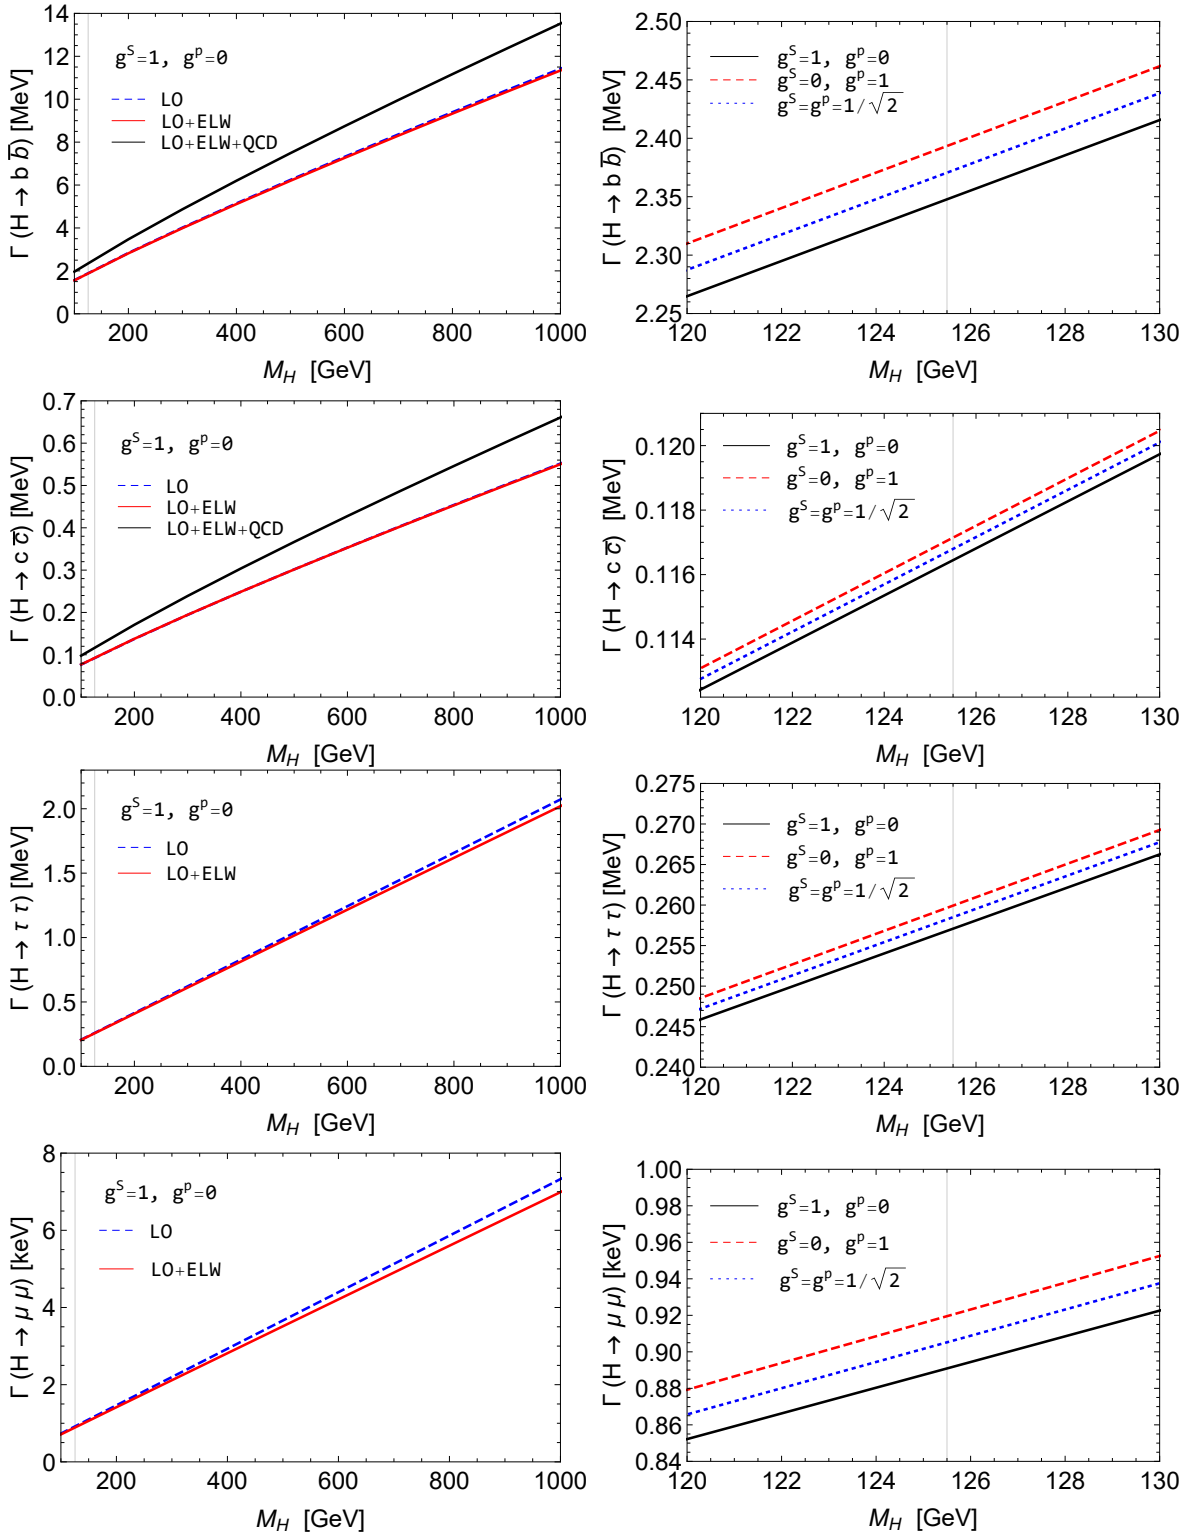 Γ (H → b b̅) [MeV]
14
12
10
8
6
4
2
0
g^S=1, g^p=0
LO
LO+ELW
LO+ELW+QCD
200
400
600
800
1000
M_H [GeV]
Γ (H → b b̅) [MeV]
2.50
2.45
2.40
2.35
2.30
2.25
g^S=1, g^p=0
g^S=0, g^p=1
g^S=g^p=1/√2
120
122
124
126
128
130
M_H [GeV]
Γ (H → c c̅) [MeV]
0.7
0.6
0.5
0.4
0.3
0.2
0.1
0.0
g^S=1, g^p=0
LO
LO+ELW
LO+ELW+QCD
200
400
600
800
1000
M_H [GeV]
Γ (H → c c̅) [MeV]
0.120
0.118
0.116
0.114
g^S=1, g^p=0
g^S=0, g^p=1
g^S=g^p=1/√2
120
122
124
126
128
130
M_H [GeV]
Γ (H → τ τ) [MeV]
2.0
1.5
1.0
0.5
0.0
g^S=1, g^p=0
LO
LO+ELW
200
400
600
800
1000
M_H [GeV]
Γ (H → τ τ) [MeV]
0.275
0.270
0.265
0.260
0.255
0.250
0.245
0.240
g^S=1, g^p=0
g^S=0, g^p=1
g^S=g^p=1/√2
120
122
124
126
128
130
M_H [GeV]
Γ (H → μ μ) [keV]
8
6
4
2
0
g^S=1, g^p=0
LO
LO+ELW
200
400
600
800
1000
M_H [GeV]
Γ (H → μ μ) [keV]
1.00
0.98
0.96
0.94
0.92
0.90
0.88
0.86
0.84
g^S=1, g^p=0
g^S=0, g^p=1
g^S=g^p=1/√2
120
122
124
126
128
130
M_H [GeV]